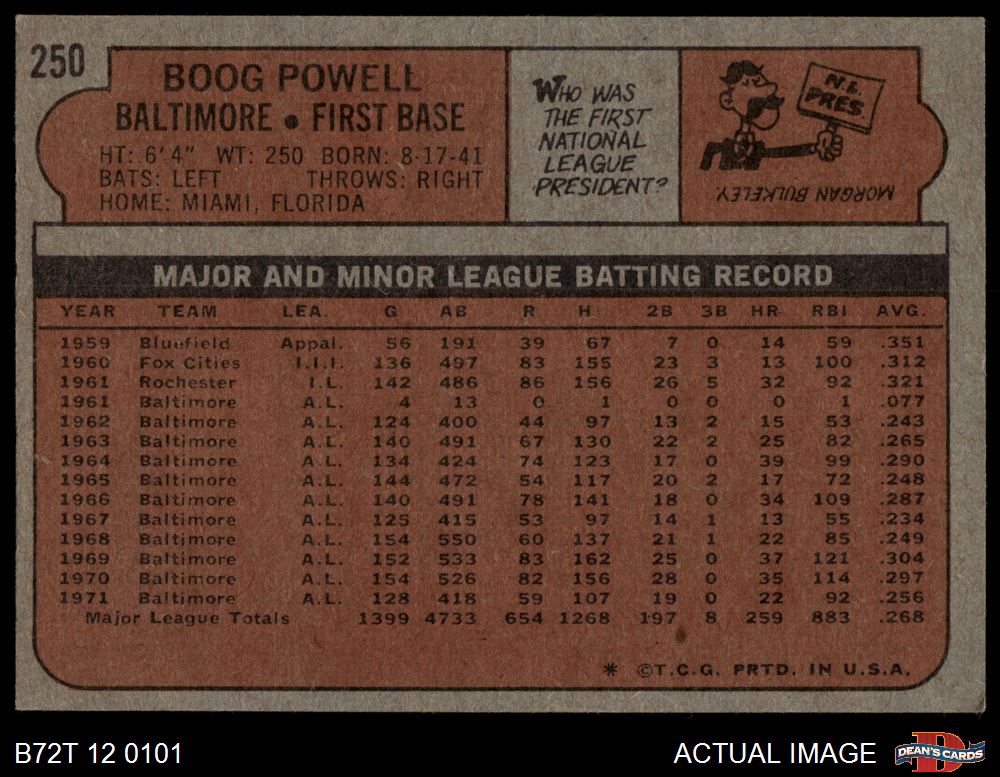 250
BOOG POWELL
BALTIMORE • FIRST BASE
HT: 6'4" WT: 250 BORN: 8-17-41
BATS: LEFT THROWS: RIGHT
HOME: MIAMI, FLORIDA
WHO WAS
THE FIRST
NATIONAL
LEAGUE
PRESIDENT?
N.L.
PRES.
MORGAN BULKELEY
MAJOR AND MINOR LEAGUE BATTING RECORD
YEAR TEAM LEA. G AB R H 2B 3B HR RBI AVG.
1959 Bluefield Appal. 56 191 39 67 7 0 14 59 .351
1960 Fox Cities I.I.I. 136 497 83 155 23 3 13 100 .312
1961 Rochester I.L. 142 486 86 156 26 5 32 92 .321
1961 Baltimore A.L. 4 13 0 1 0 0 0 1 .077
1962 Baltimore A.L. 124 400 44 97 13 2 15 53 .243
1963 Baltimore A.L. 140 491 67 130 22 2 25 82 .265
1964 Baltimore A.L. 134 424 74 123 17 0 39 99 .290
1965 Baltimore A.L. 144 472 54 117 20 2 17 72 .248
1966 Baltimore A.L. 140 491 78 141 18 0 34 109 .287
1967 Baltimore A.L. 125 415 53 97 14 1 13 55 .234
1968 Baltimore A.L. 154 550 60 137 21 1 22 85 .249
1969 Baltimore A.L. 152 533 83 162 25 0 37 121 .304
1970 Baltimore A.L. 154 526 82 156 28 0 35 114 .297
1971 Baltimore A.L. 128 418 59 107 19 0 22 92 .256
Major League Totals 1399 4733 654 1268 197 8 259 883 .268
* ©T.C.G. PRTD. IN U.S.A.
B72T 12 0101
ACTUAL IMAGE
DEAN'S CARDS